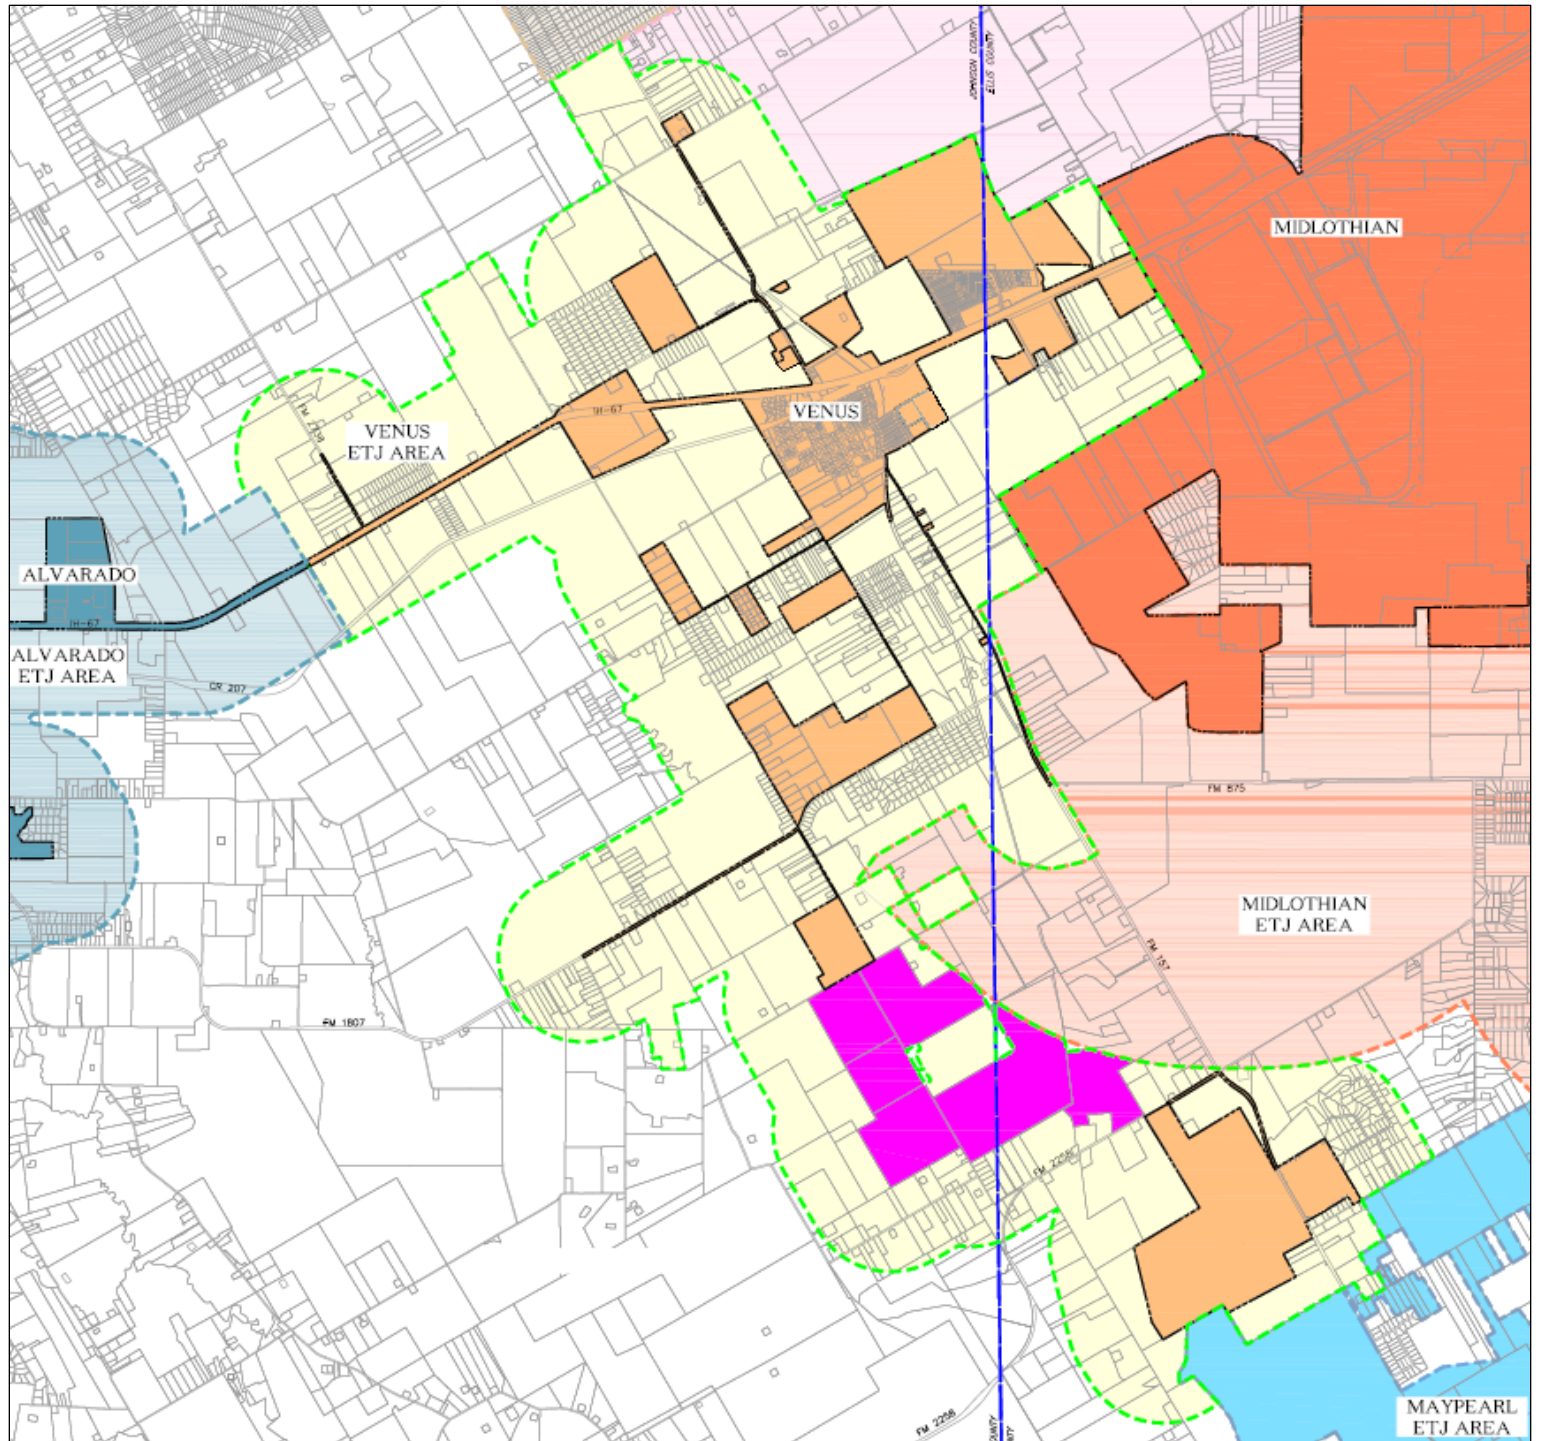 JOHNSON COUNTY
ELLIS COUNTY
MIDLOTHIAN
VENUS
IH-67
VENUS
ETJ AREA
ALVARADO
IH-67
ALVARADO
ETJ AREA
CR 207
FM 875
MIDLOTHIAN
ETJ AREA
FM 157
FM 1807
FM 2258
MAYPEARL
ETJ AREA
FM 2258